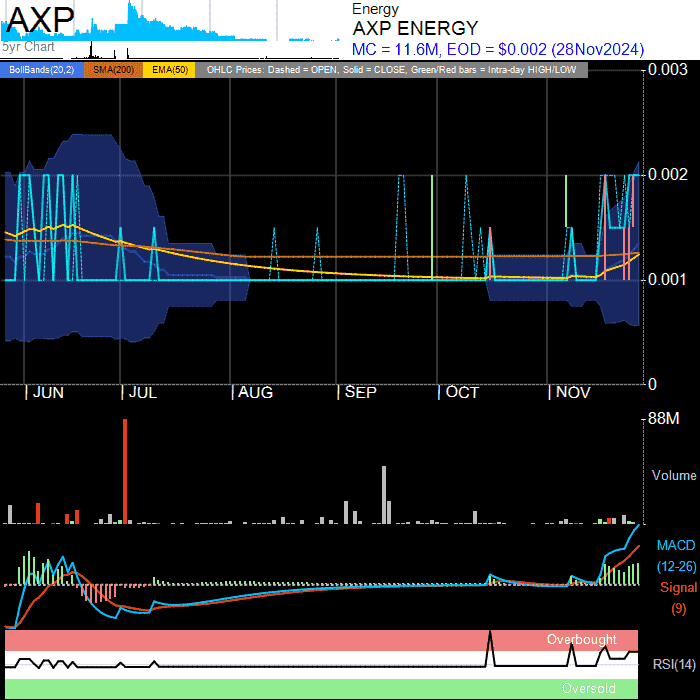 AXP
5yr Chart
Energy
AXP ENERGY
MC = 11.6M, EOD = $0.002 (28Nov2024)
BollBands(20,2) SMA(200) EMA(50) OHLC Prices: Dashed = OPEN, Solid = CLOSE, Green/Red bars = Intra-day HIGH/LOW
0.003
0.002
0.001
0
JUN JUL AUG SEP OCT NOV
88M
Volume
MACD
(12-26)
Signal
(9)
Overbought
RSI(14)
Oversold